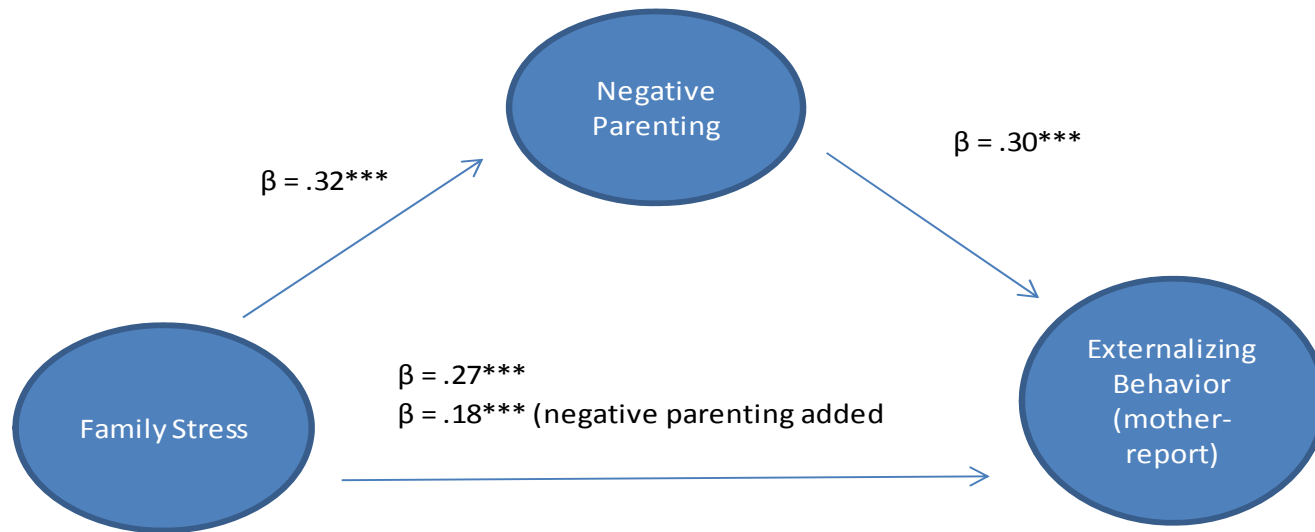 Negative
Parenting
β = .32***
β = .30***
β = .27***
β = .18*** (negative parenting added
Family Stress
Externalizing
Behavior
(mother-
report)